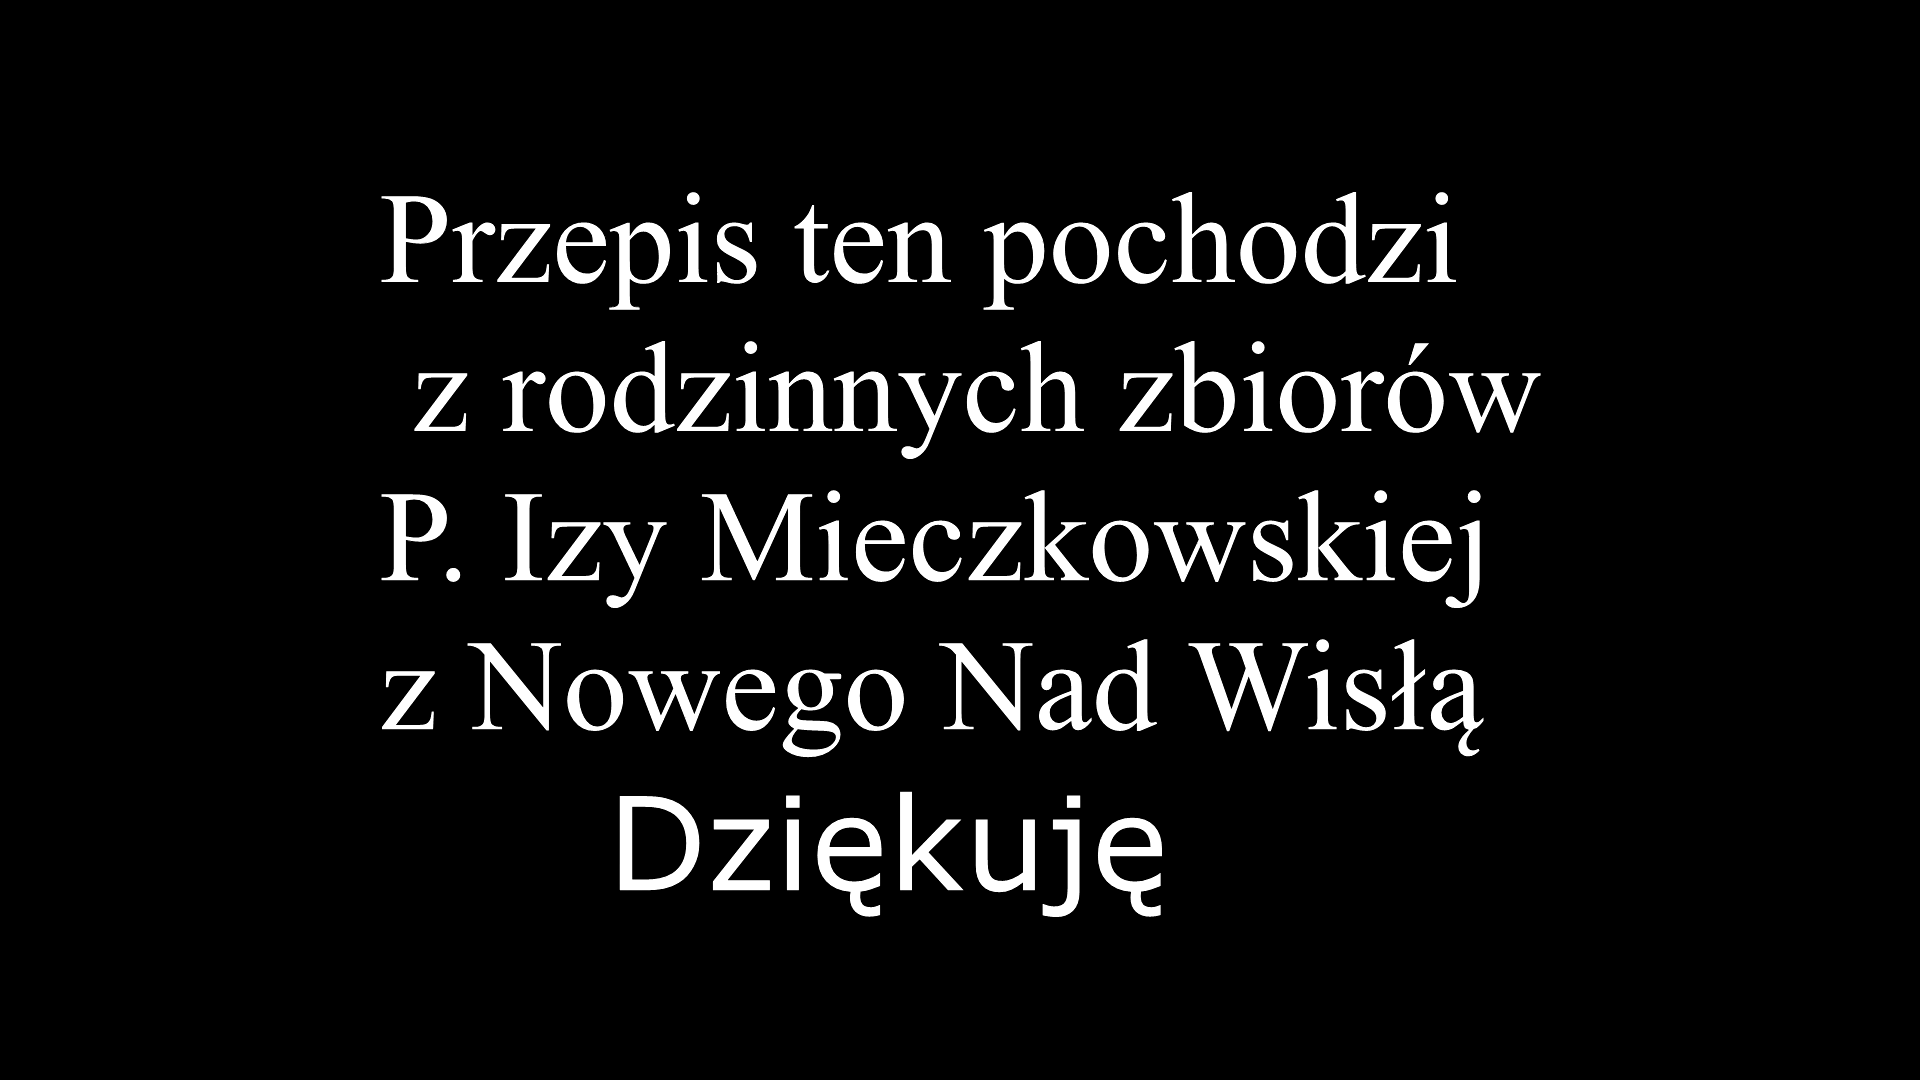 Przepis ten pochodzi
z rodzinnych zbiorów
P. Izy Mieczkowskiej
z Nowego Nad Wisłą
Dziękuję